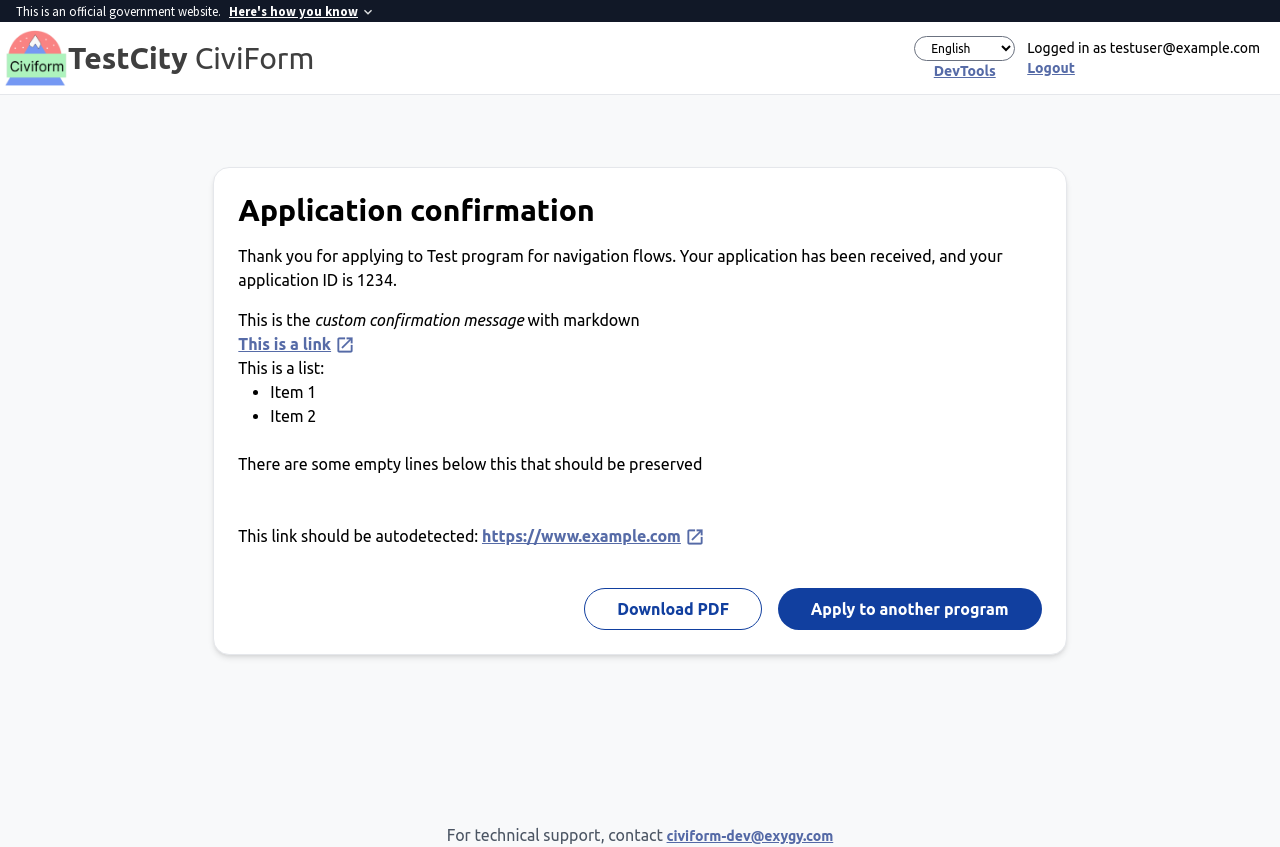 This is an official government website. Here's how you know
Civiform
TestCity CiviForm
English
DevTools
Logged in as testuser@example.com
Logout
Application confirmation
Thank you for applying to Test program for navigation flows. Your application has been received, and your
application ID is 1234.
This is the custom confirmation message with markdown
This is a link
This is a list:
• Item 1
• Item 2
There are some empty lines below this that should be preserved
This link should be autodetected: https://www.example.com
Download PDF
Apply to another program
For technical support, contact civiform-dev@exygy.com